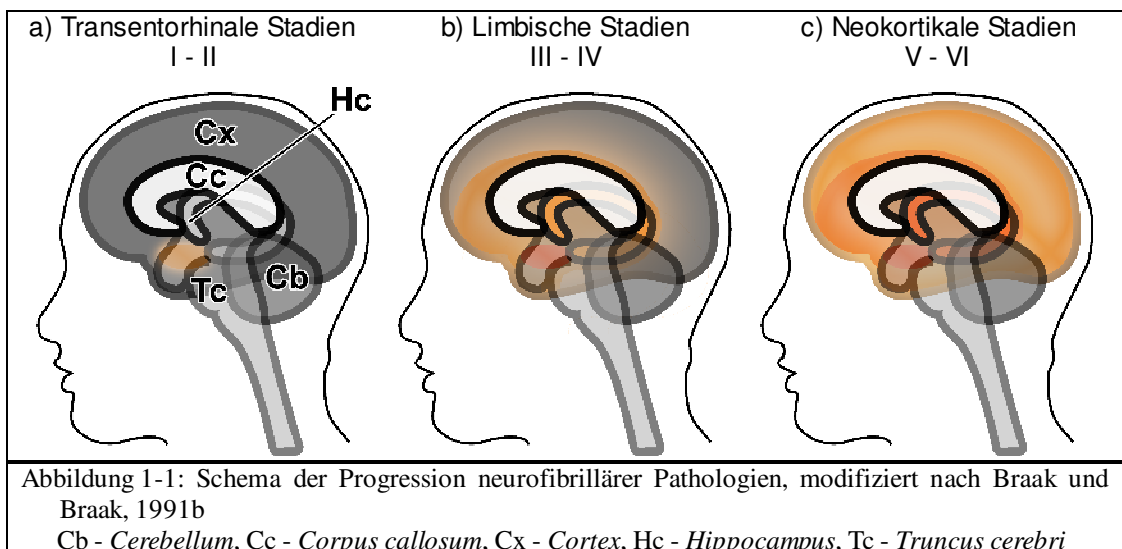 a) Transentorhinale Stadien
I - II
b) Limbische Stadien
III - IV
c) Neokortikale Stadien
V - VI
Hc
Cx
Cc
Cb
Tc
Abbildung 1-1: Schema der Progression neurofibrillärer Pathologien, modifiziert nach Braak und
Braak, 1991b
Cb - Cerebellum, Cc - Corpus callosum, Cx - Cortex, Hc - Hippocampus, Tc - Truncus cerebri